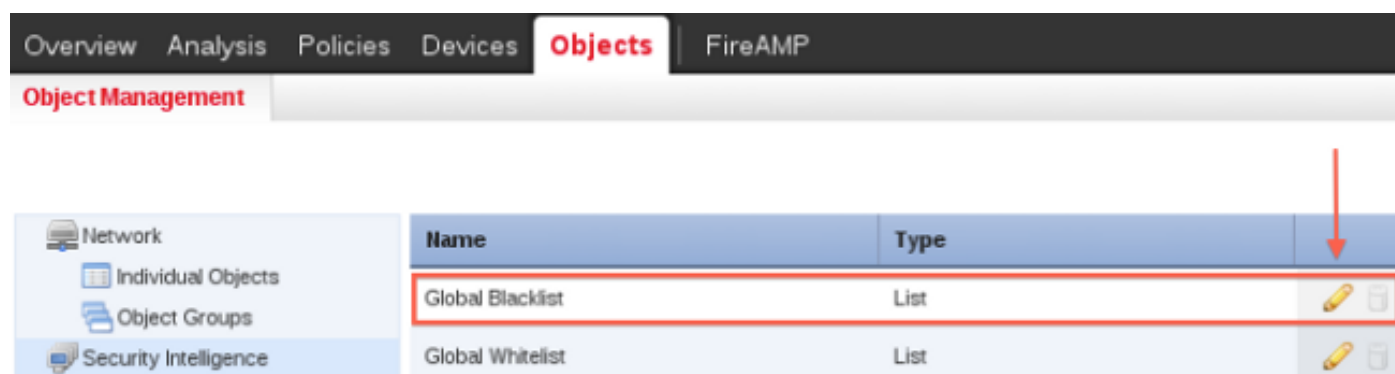 Overview Analysis Policies Devices Objects FireAMP
Object Management
Network
Individual Objects
Object Groups
Security Intelligence
Name Type
Global Blacklist List
Global Whitelist List